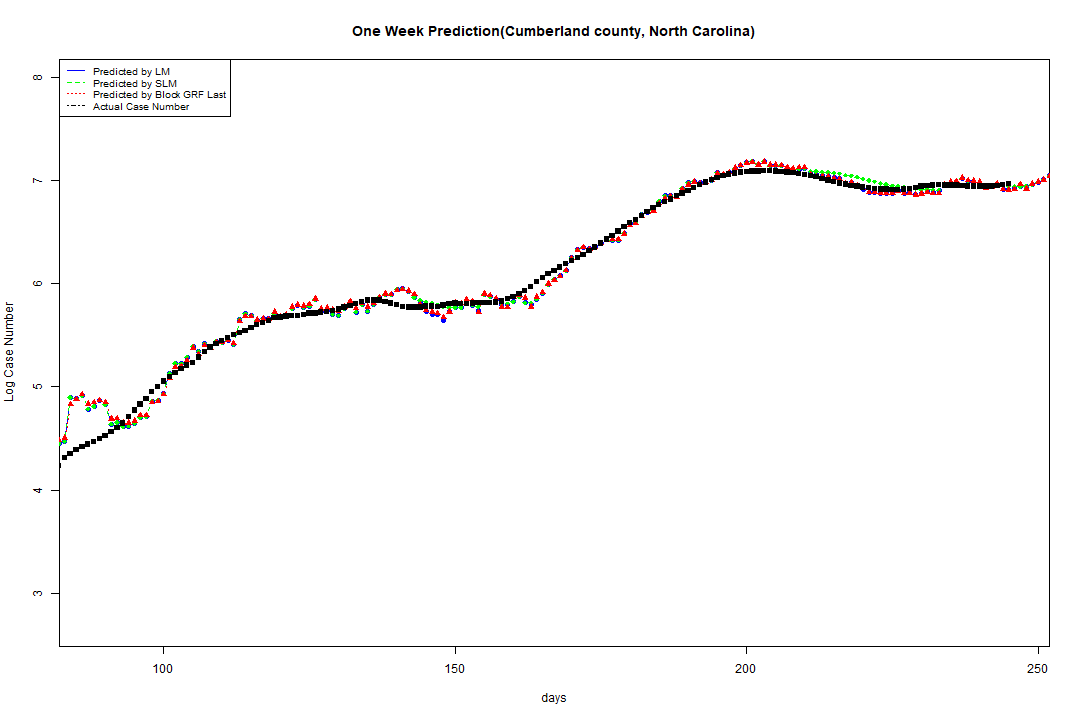 One Week Prediction(Cumberland county, North Carolina)
Predicted by LM
Predicted by SLM
Predicted by Block GRF Last
Actual Case Number
8
7
6
5
4
3
Log Case Number
100
150
200
250
days